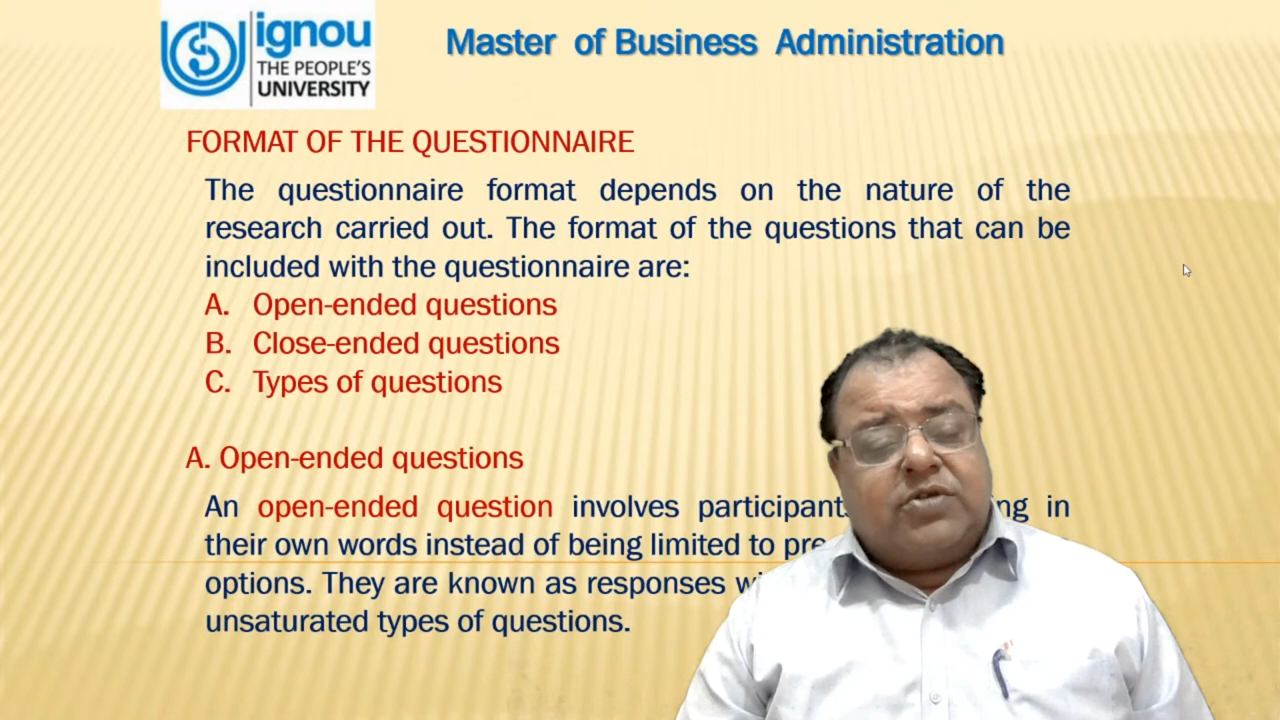 ignou
THE PEOPLE'S
UNIVERSITY
Master of Business Administration
FORMAT OF THE QUESTIONNAIRE
The questionnaire format depends on the nature of the
research carried out. The format of the questions that can be
included with the questionnaire are:
A. Open-ended questions
B. Close-ended questions
C. Types of questions
A. Open-ended questions
An open-ended question involves participants in
their own words instead of being limited to
options. They are known as responses
unsaturated types of questions.